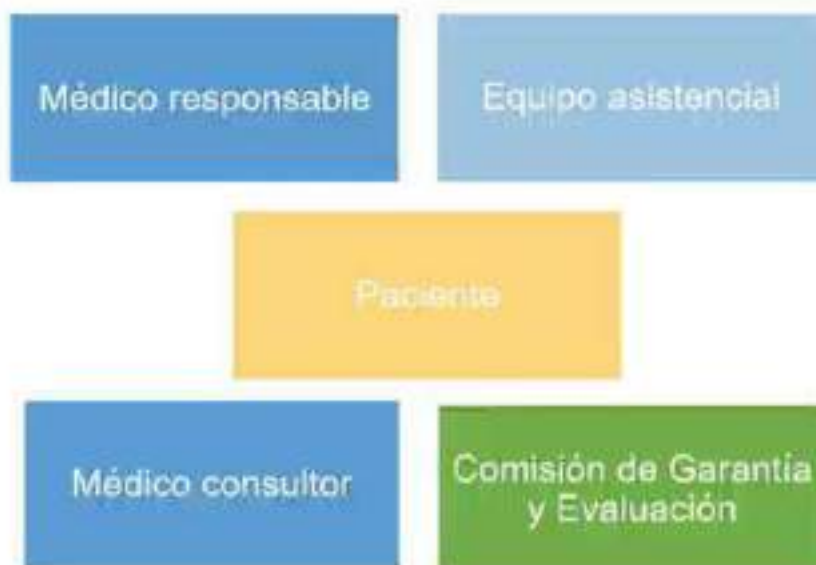 Médico responsable
Equipo asistencial
Paciente
Médico consultor
Comisión de Garantía
y Evaluación